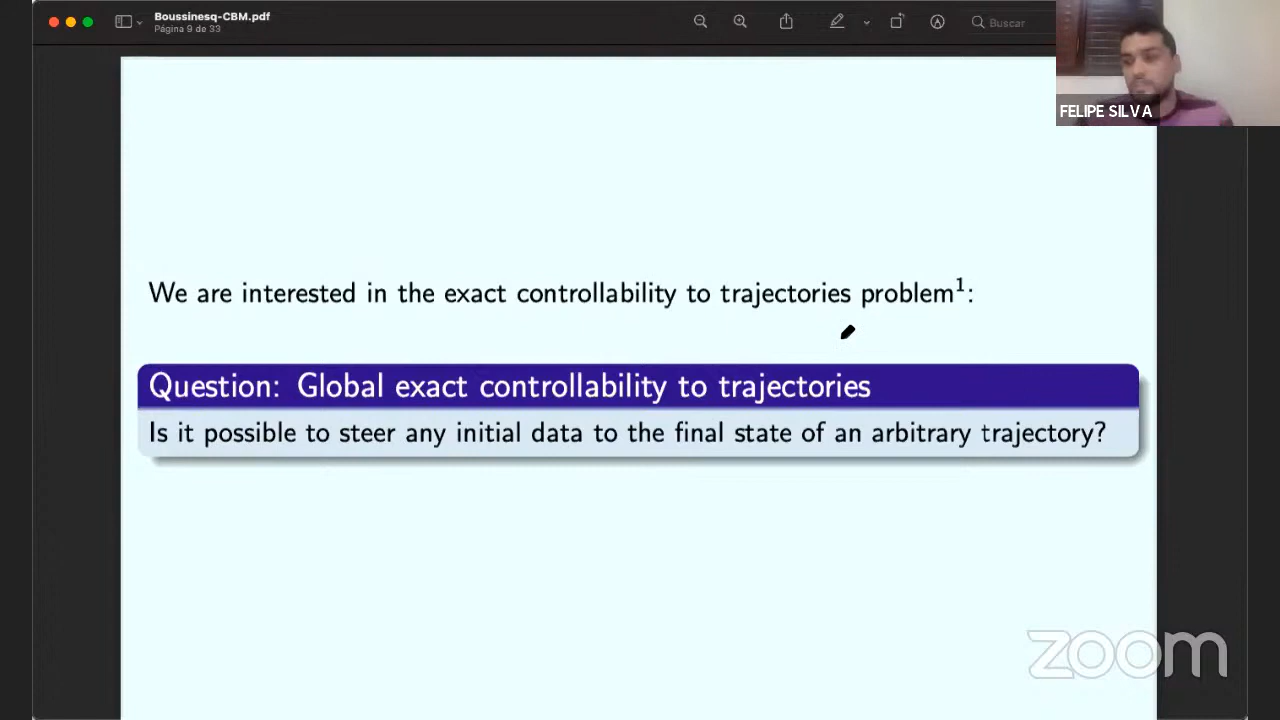 Boussinesq-CBM.pdf
Página 9 de 33
Buscar
FELIPE SILVA
We are interested in the exact controllability to trajectories problem¹:
Question: Global exact controllability to trajectories
Is it possible to steer any initial data to the final state of an arbitrary trajectory?
zoom